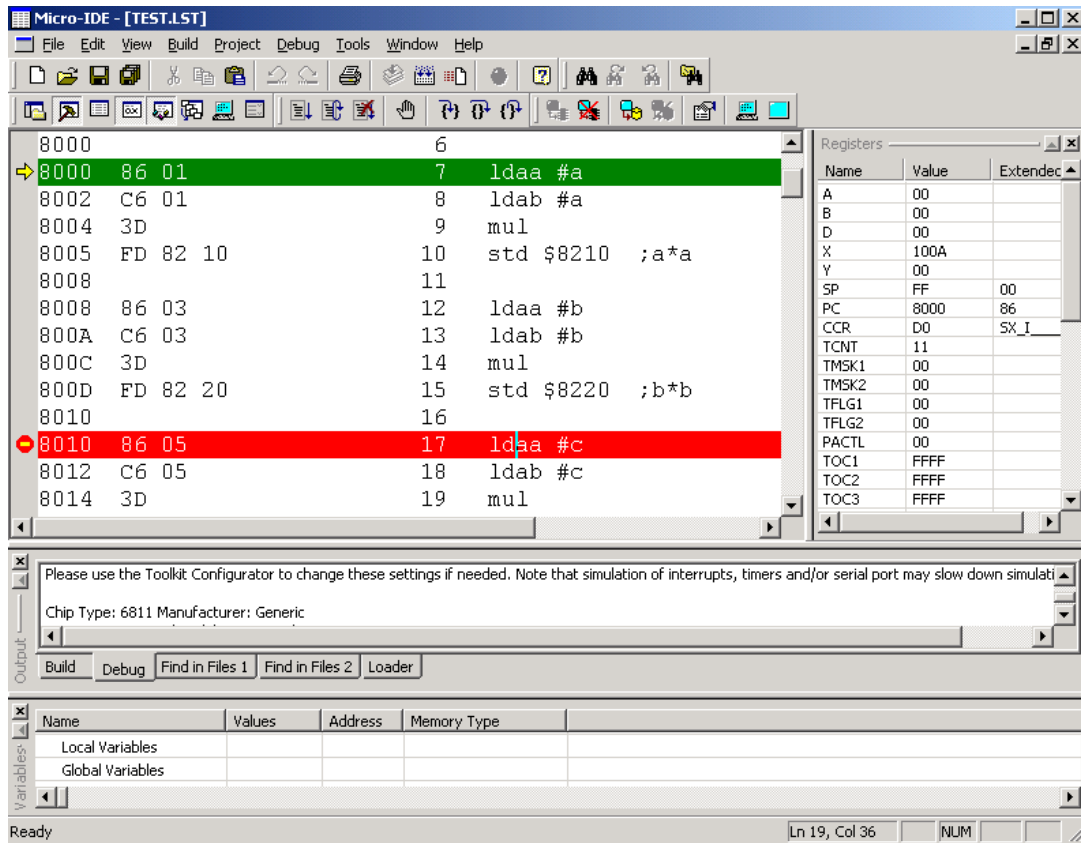 Micro-IDE - [TEST.LST]
File Edit View Build Project Debug Tools Window Help
8000 6
8000 86 01 7 ldaa #a
8002 C6 01 8 ldab #a
8004 3D 9 mul
8005 FD 82 10 10 std $8210 ;a*a
8008 11
8008 86 03 12 ldaa #b
800A C6 03 13 ldab #b
800C 3D 14 mul
800D FD 82 20 15 std $8220 ;b*b
8010 16
8010 86 05 17 ldaa #c
8012 C6 05 18 ldab #c
8014 3D 19 mul
Registers
Name Value Extended
A 00
B 00
D 00
X 100A
Y 00
SP FF 00
PC 8000 86
CCR D0 SX_I____
TCNT 11
TMSK1 00
TMSK2 00
TFLG1 00
TFLG2 00
PACTL 00
TOC1 FFFF
TOC2 FFFF
TOC3 FFFF
Output
Please use the Toolkit Configurator to change these settings if needed. Note that simulation of interrupts, timers and/or serial port may slow down simulati
Chip Type: 6811 Manufacturer: Generic
Build Debug Find in Files 1 Find in Files 2 Loader
Variables
Name Values Address Memory Type
Local Variables
Global Variables
Ready Ln 19, Col 36 NUM